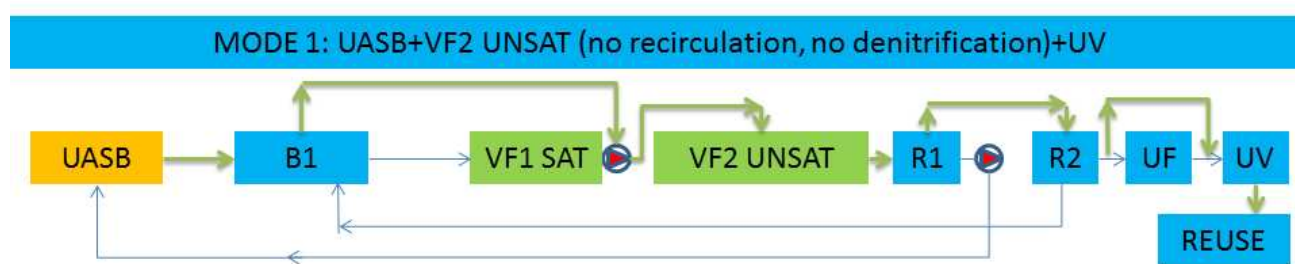 MODE 1: UASB+VF2 UNSAT (no recirculation, no denitrification)+UV
UASB
B1
VF1 SAT
VF2 UNSAT
R1
R2
UF
UV
REUSE